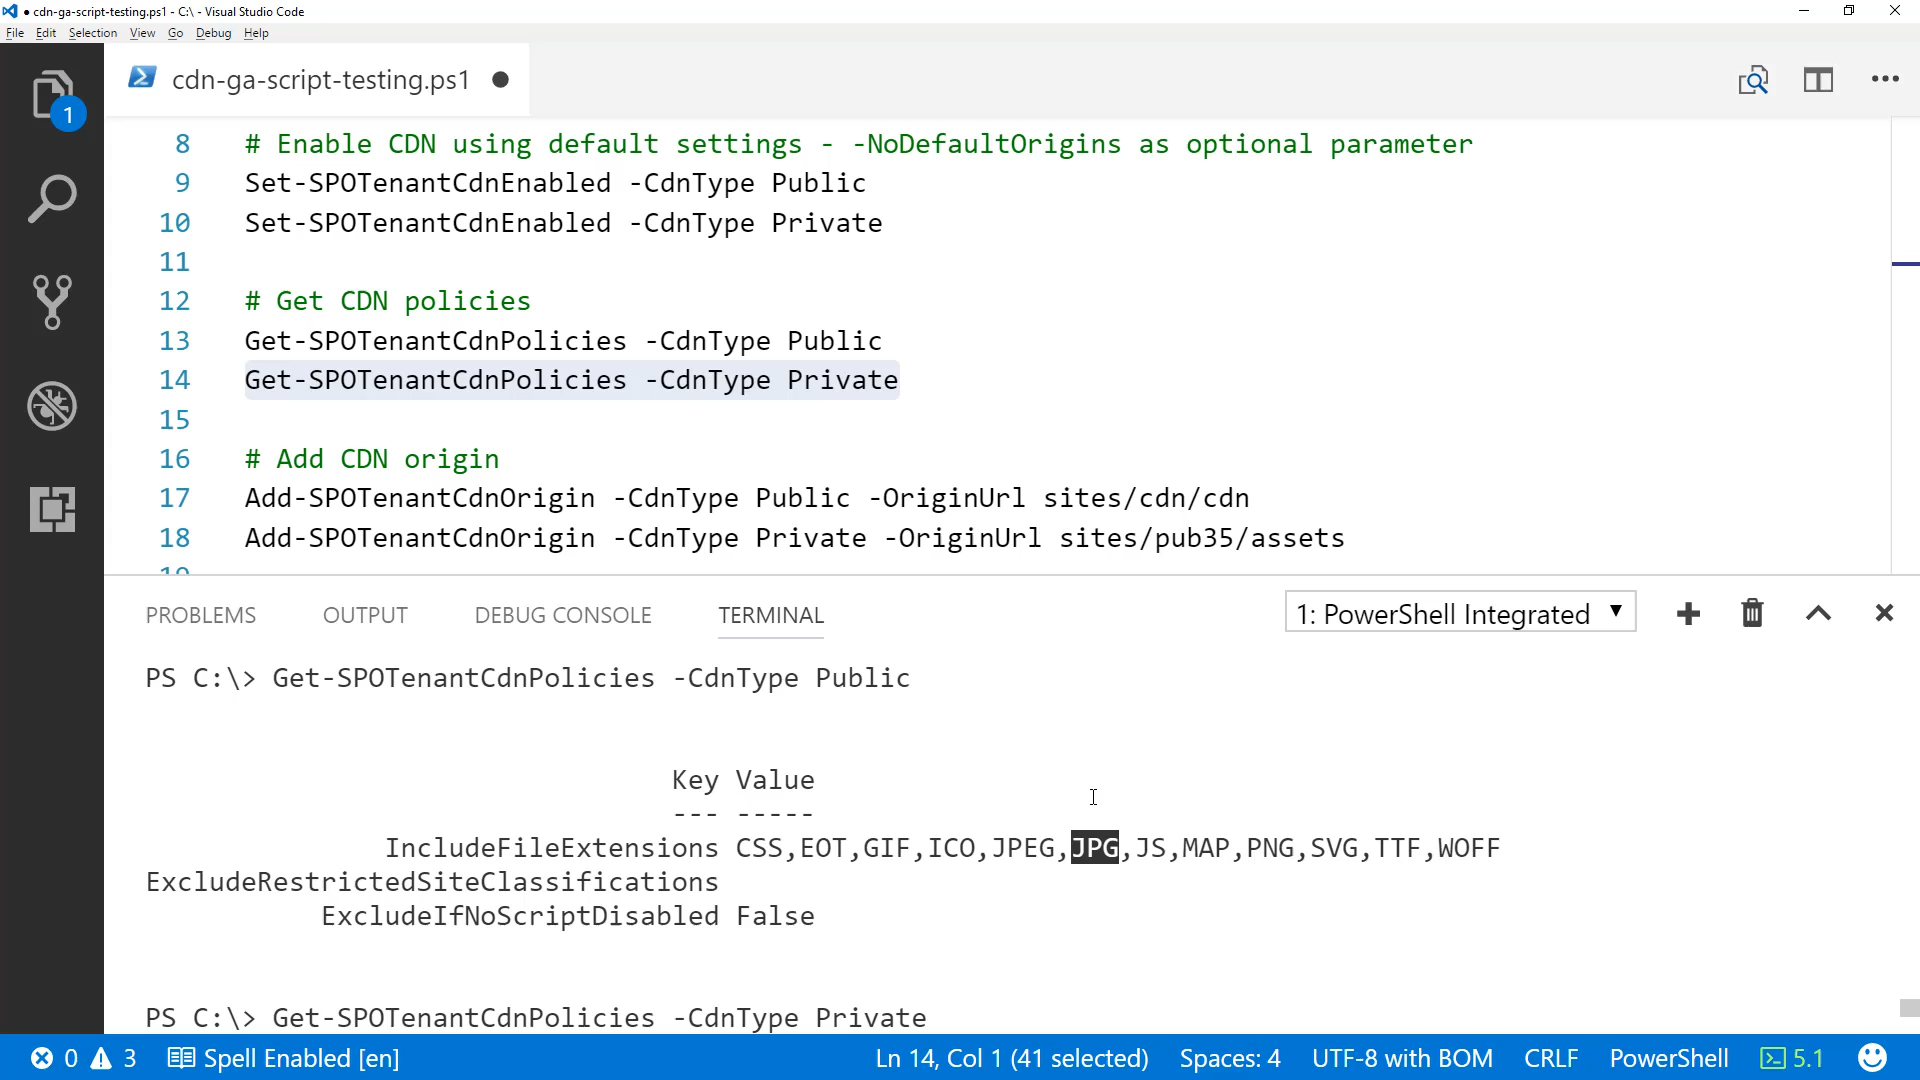 cdn-ga-script-testing.ps1 - C:\ - Visual Studio Code
File Edit Selection View Go Debug Help
1
cdn-ga-script-testing.ps1
8 # Enable CDN using default settings - -NoDefaultOrigins as optional parameter
9 Set-SPOTenantCdnEnabled -CdnType Public
10 Set-SPOTenantCdnEnabled -CdnType Private
11
12 # Get CDN policies
13 Get-SPOTenantCdnPolicies -CdnType Public
14 Get-SPOTenantCdnPolicies -CdnType Private
15
16 # Add CDN origin
17 Add-SPOTenantCdnOrigin -CdnType Public -OriginUrl sites/cdn/cdn
18 Add-SPOTenantCdnOrigin -CdnType Private -OriginUrl sites/pub35/assets
19
PROBLEMS OUTPUT DEBUG CONSOLE TERMINAL 1: PowerShell Integrated
PS C:\> Get-SPOTenantCdnPolicies -CdnType Public
Key Value
--- -----
IncludeFileExtensions CSS,EOT,GIF,ICO,JPEG,JPG,JS,MAP,PNG,SVG,TTF,WOFF
ExcludeRestrictedSiteClassifications
ExcludeIfNoScriptDisabled False
PS C:\> Get-SPOTenantCdnPolicies -CdnType Private
0 3 Spell Enabled [en] Ln 14, Col 1 (41 selected) Spaces: 4 UTF-8 with BOM CRLF PowerShell 5.1